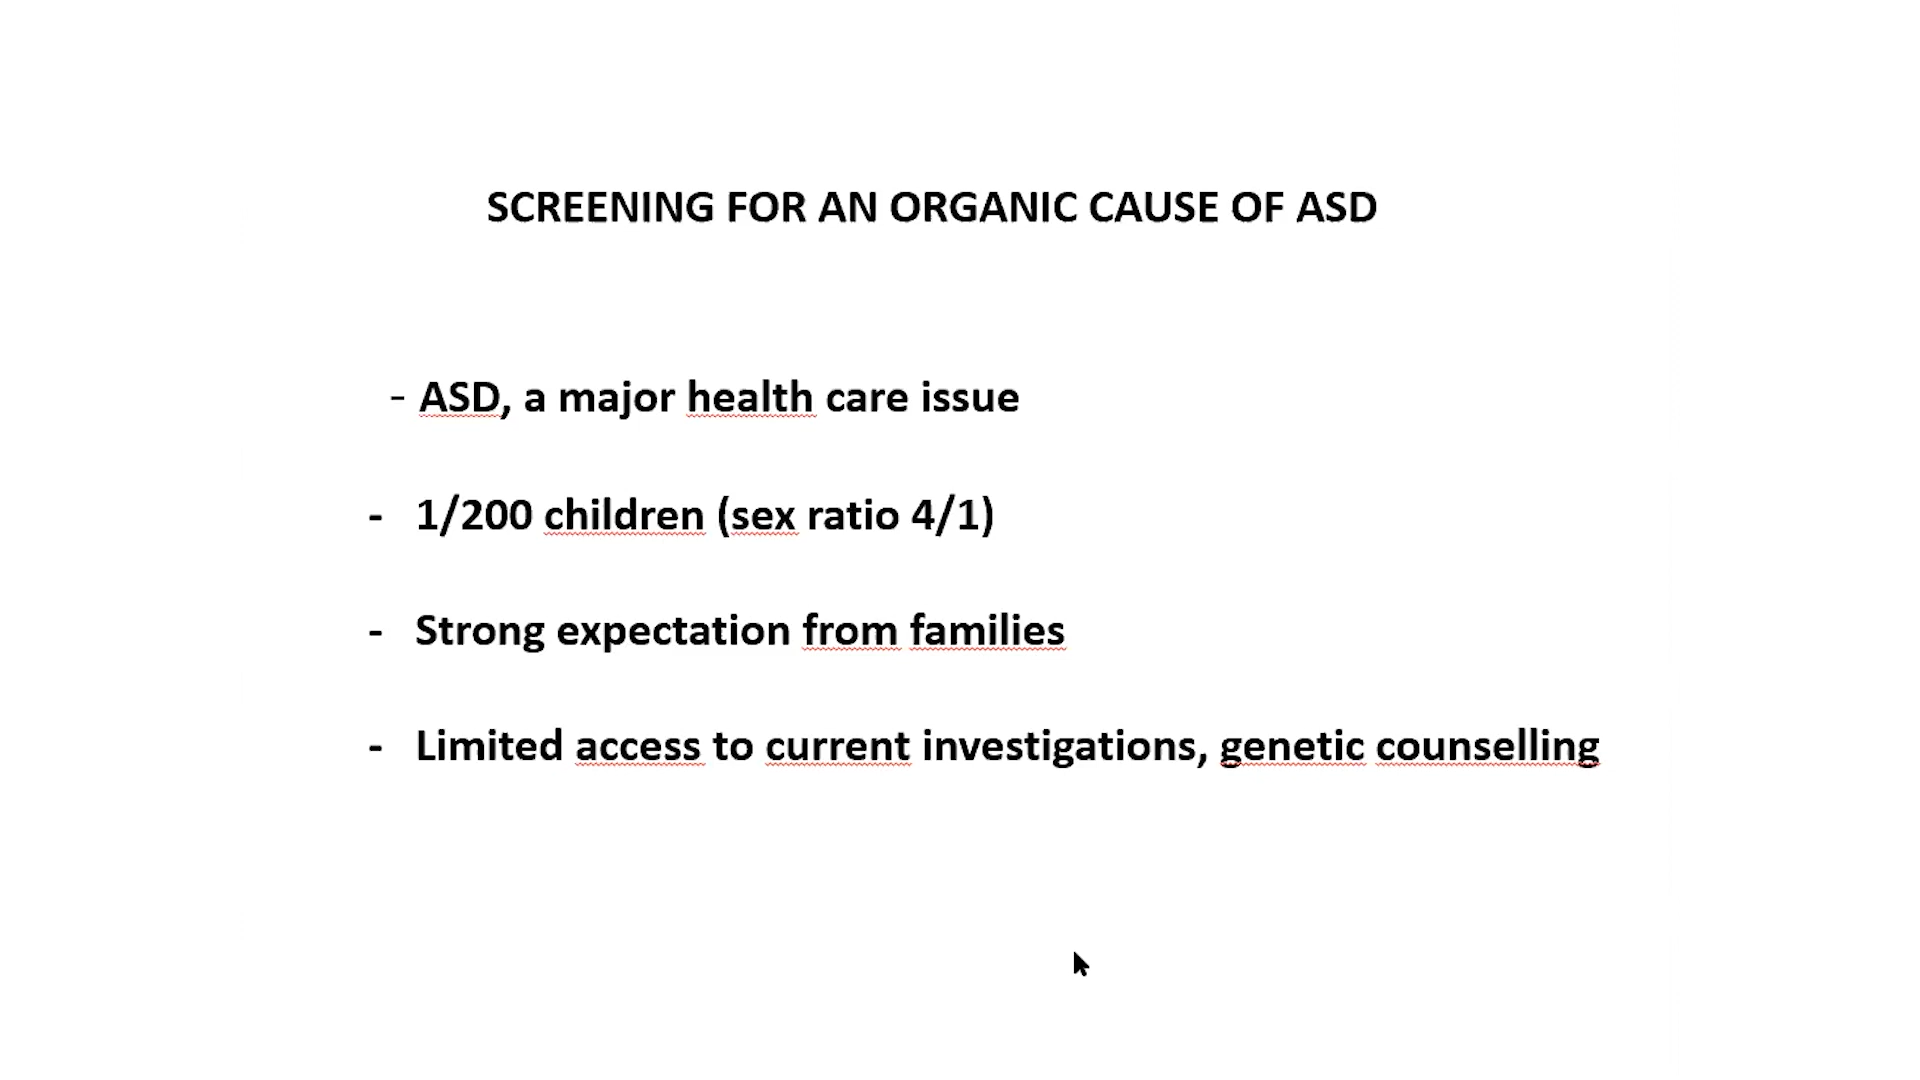 SCREENING FOR AN ORGANIC CAUSE OF ASD
- ASD, a major health care issue
- 1/200 children (sex ratio 4/1)
- Strong expectation from families
- Limited access to current investigations, genetic counselling